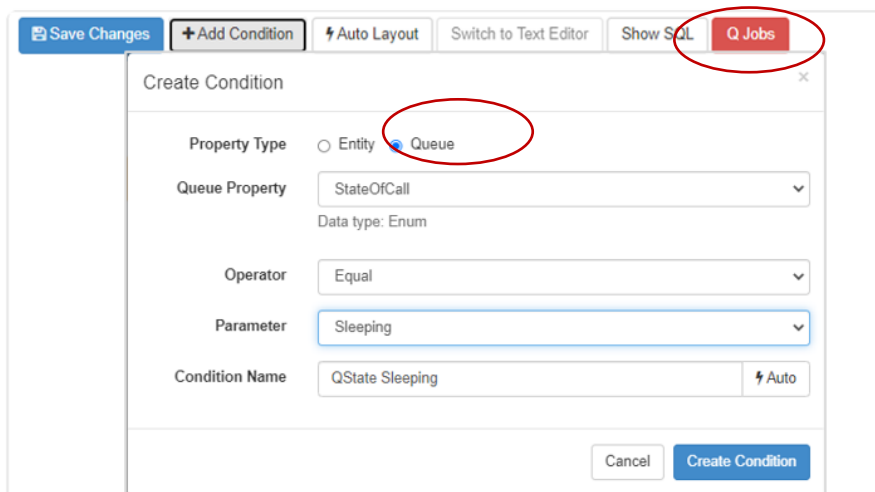 Save Changes + Add Condition Auto Layout Switch to Text Editor Show SQL Q Jobs
Create Condition ×
Property Type Entity Queue
Queue Property StateOfCall
Data type: Enum
Operator Equal
Parameter Sleeping
Condition Name QState Sleeping Auto
Cancel Create Condition